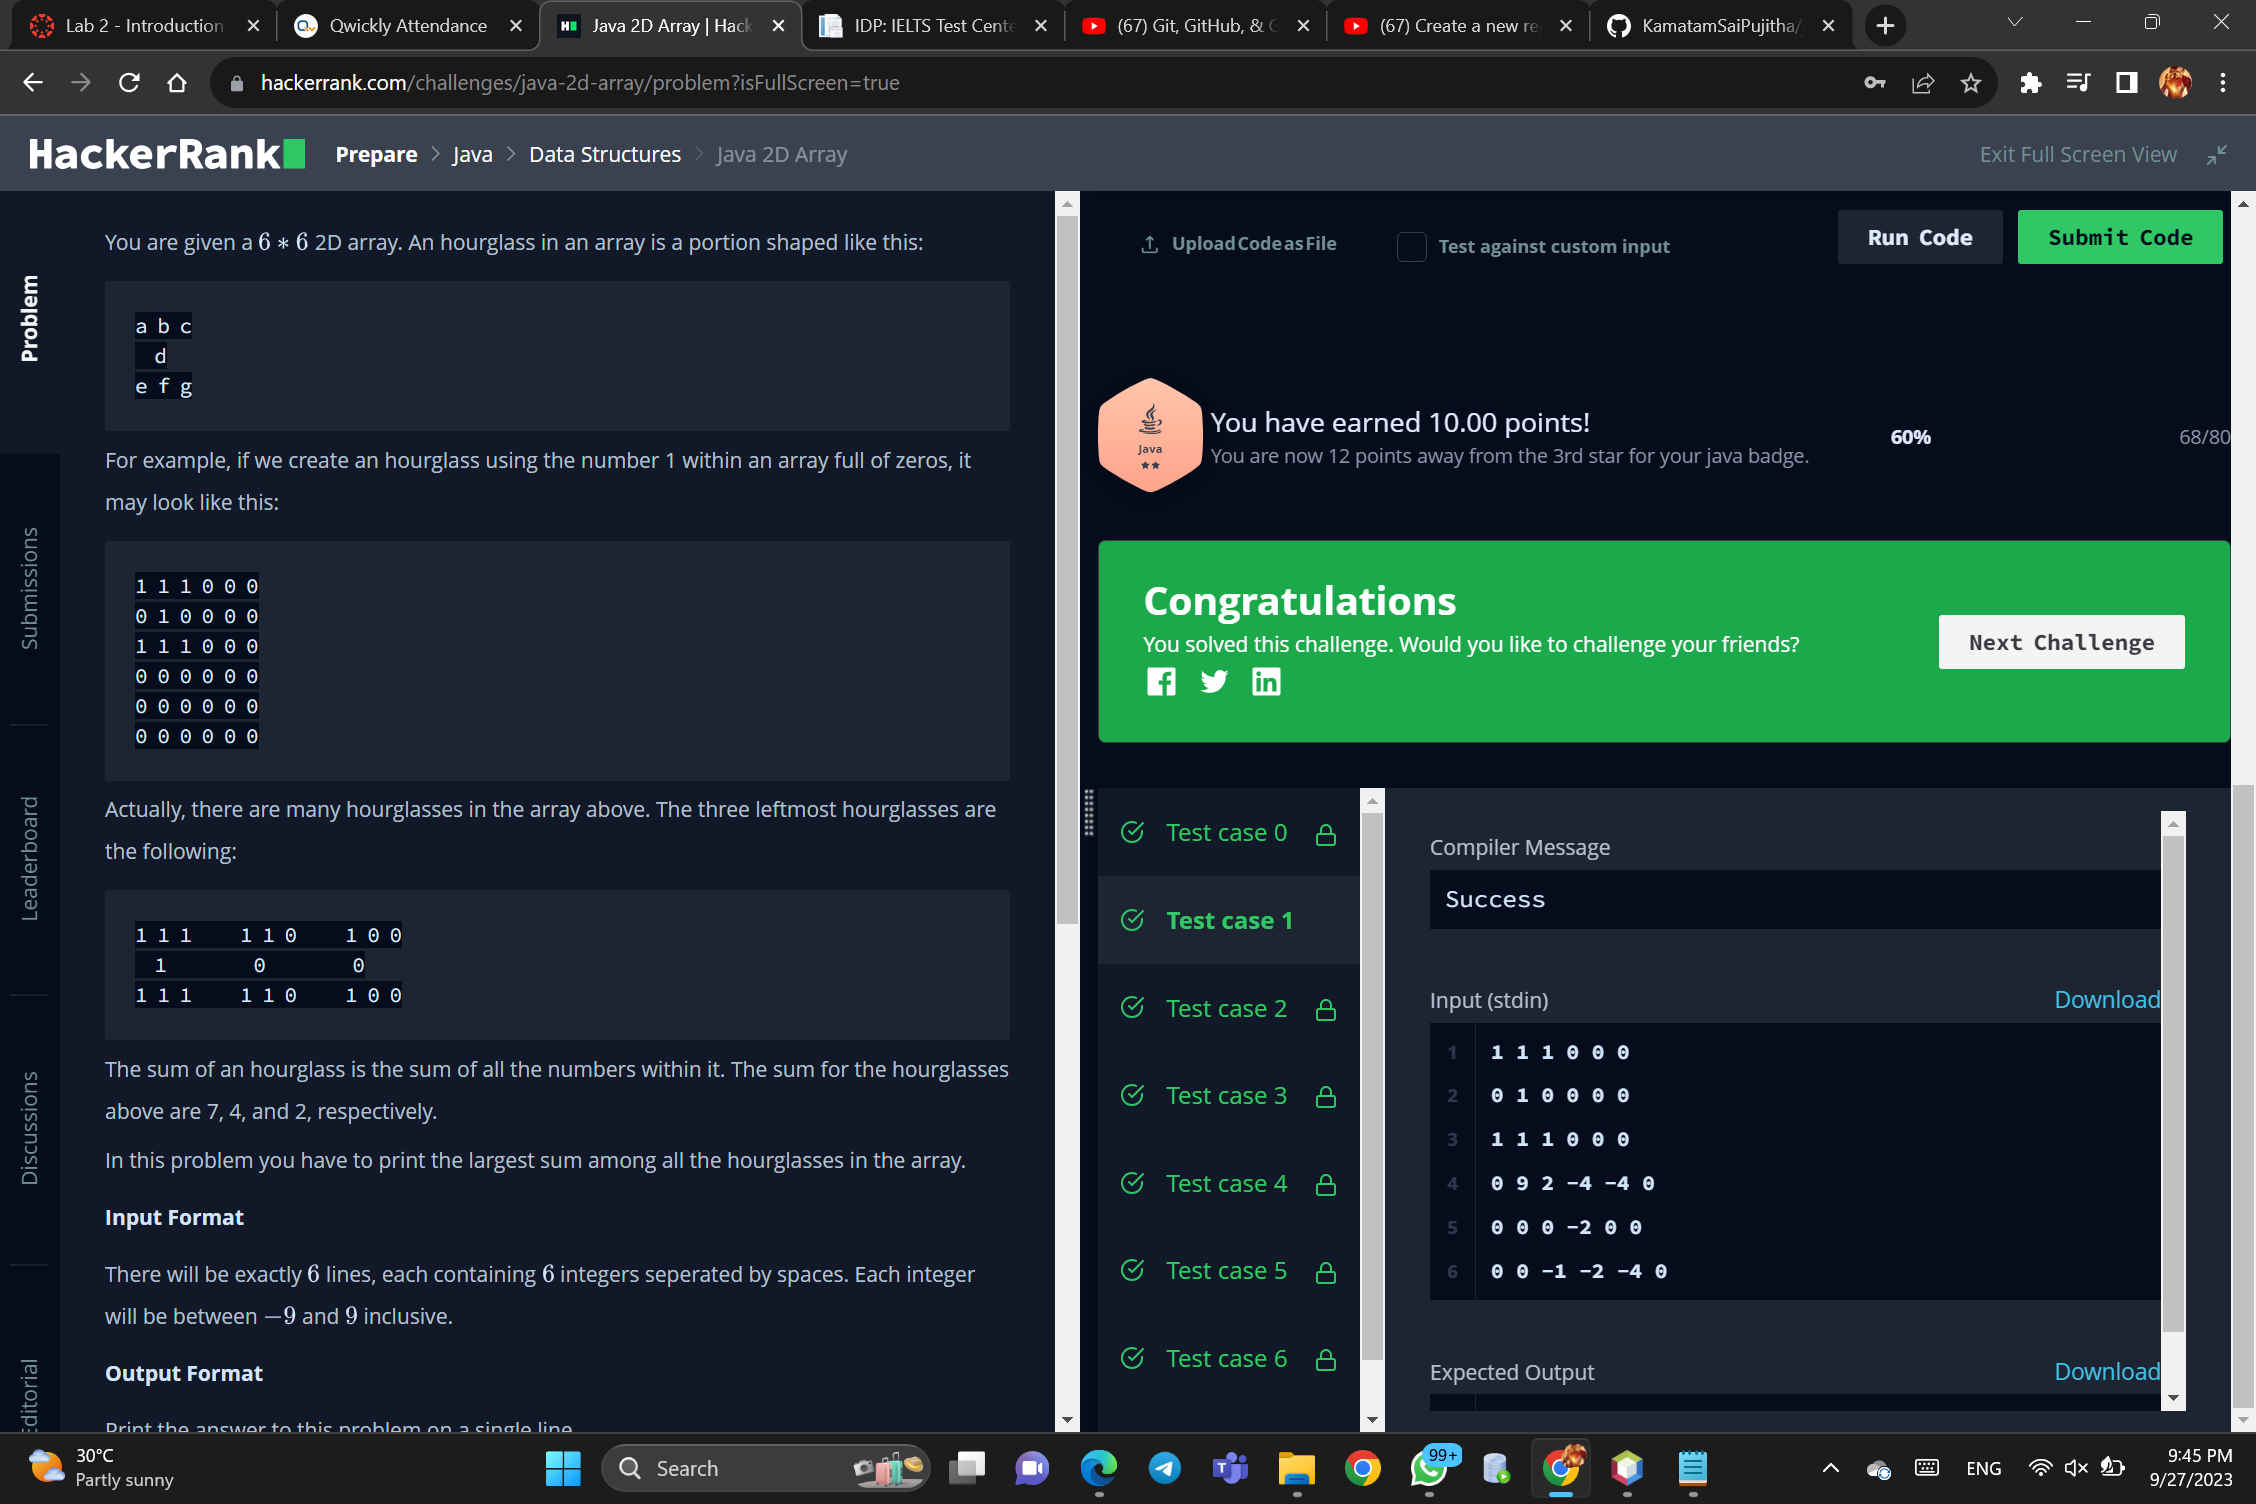 Lab 2 - Introduction
Qwickly Attendance
Java 2D Array | Hack
IDP: IELTS Test Cente
(67) Git, GitHub, & G
(67) Create a new re
KamatamSaiPujitha/
hackerrank.com/challenges/java-2d-array/problem?isFullScreen=true
HackerRank
Prepare > Java > Data Structures > Java 2D Array
Exit Full Screen View
Problem
Submissions
Leaderboard
Discussions
Editorial
You are given a 6 * 6 2D array. An hourglass in an array is a portion shaped like this:
a b c
d
e f g
For example, if we create an hourglass using the number 1 within an array full of zeros, it
may look like this:
1 1 1 0 0 0
0 1 0 0 0 0
1 1 1 0 0 0
0 0 0 0 0 0
0 0 0 0 0 0
0 0 0 0 0 0
Actually, there are many hourglasses in the array above. The three leftmost hourglasses are
the following:
1 1 1 1 1 0 1 0 0
1 0 0
1 1 1 1 1 0 1 0 0
The sum of an hourglass is the sum of all the numbers within it. The sum for the hourglasses
above are 7, 4, and 2, respectively.
In this problem you have to print the largest sum among all the hourglasses in the array.
Input Format
There will be exactly 6 lines, each containing 6 integers seperated by spaces. Each integer
will be between −9 and 9 inclusive.
Output Format
Print the answer to this problem on a single line
Upload Code as File
Test against custom input
Run Code
Submit Code
Java
You have earned 10.00 points!
You are now 12 points away from the 3rd star for your java badge.
60%
68/80
Congratulations
You solved this challenge. Would you like to challenge your friends?
Next Challenge
Test case 0
Test case 1
Test case 2
Test case 3
Test case 4
Test case 5
Test case 6
Compiler Message
Success
Input (stdin)
Download
1 1 1 1 0 0 0
2 0 1 0 0 0 0
3 1 1 1 0 0 0
4 0 9 2 -4 -4 0
5 0 0 0 -2 0 0
6 0 0 -1 -2 -4 0
Expected Output
Download
30°C
Partly sunny
Search
99+
ENG
9:45 PM
9/27/2023